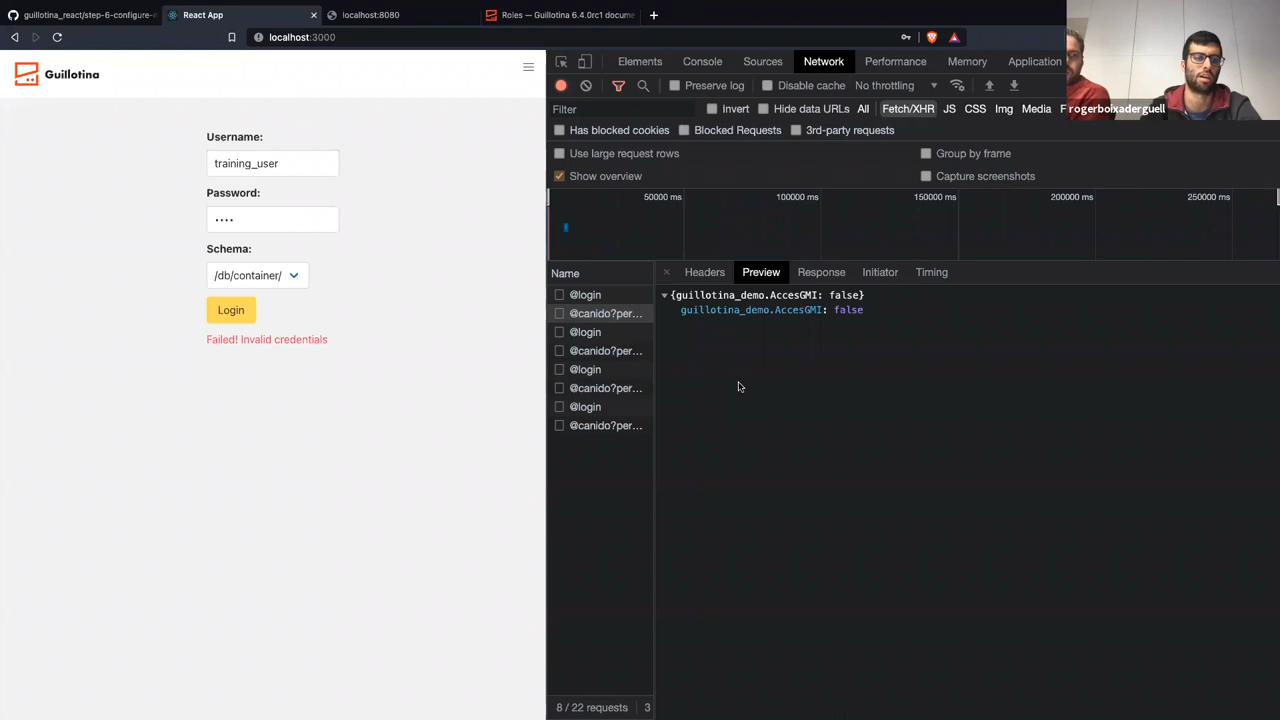 guillotina_react/step-6-configure-
React App
localhost:8080
Roles — Guillotina 6.4.0rc1 docume
localhost:3000
Guillotina
Username:
training_user
Password:
••••
Schema:
/db/container/
Login
Failed! Invalid credentials
Elements
Console
Sources
Network
Performance
Memory
Application
Preserve log
Disable cache
No throttling
Filter
Invert
Hide data URLs
All
Fetch/XHR
JS
CSS
Img
Media
F
rogerboixaderguell
Has blocked cookies
Blocked Requests
3rd-party requests
Use large request rows
Group by frame
Show overview
Capture screenshots
50000 ms
100000 ms
150000 ms
200000 ms
250000 ms
Name
Headers
Preview
Response
Initiator
Timing
@login
@canido?per...
@login
@canido?per...
@login
@canido?per...
@login
@canido?per...
{guillotina_demo.AccesGMI: false}
guillotina_demo.AccesGMI: false
8 / 22 requests
3